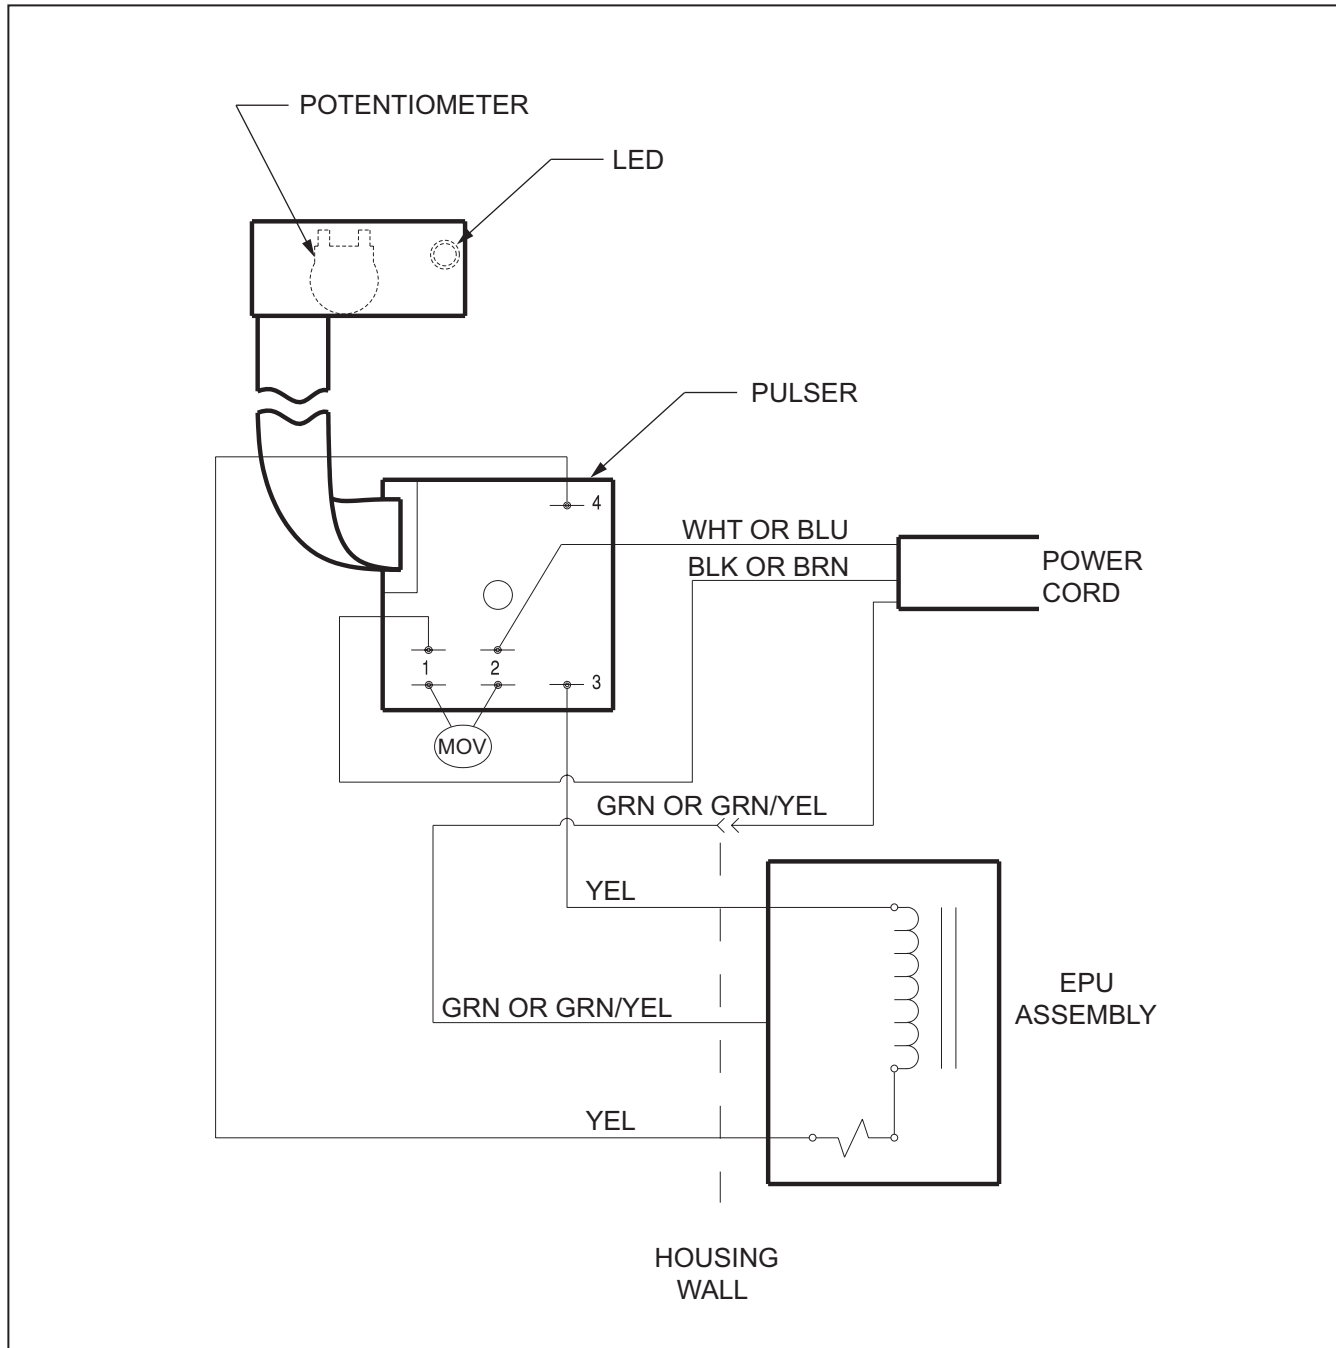 POTENTIOMETER
LED
PULSER
4
WHT OR BLU
BLK OR BRN
POWER
CORD
1
2
3
MOV
GRN OR GRN/YEL
YEL
EPU
ASSEMBLY
GRN OR GRN/YEL
YEL
HOUSING
WALL